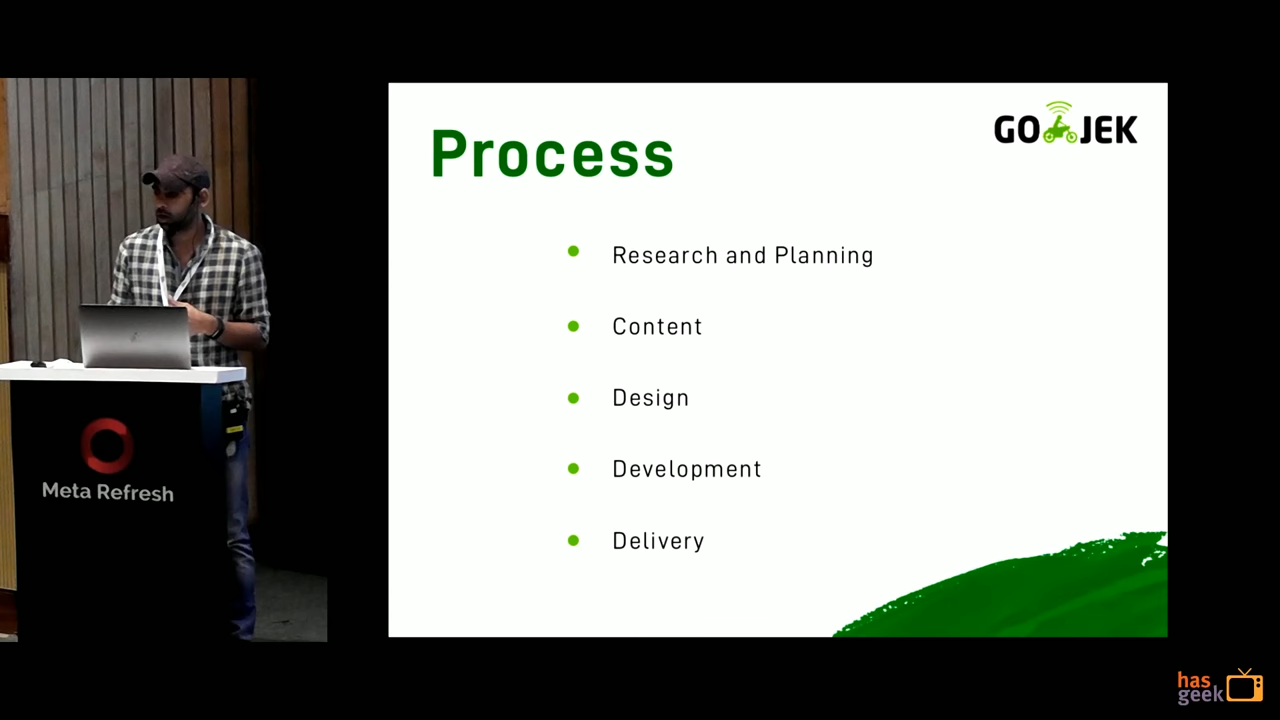 Process
GO JEK
Research and Planning
Content
Design
Development
Delivery
Meta Refresh
has
geek